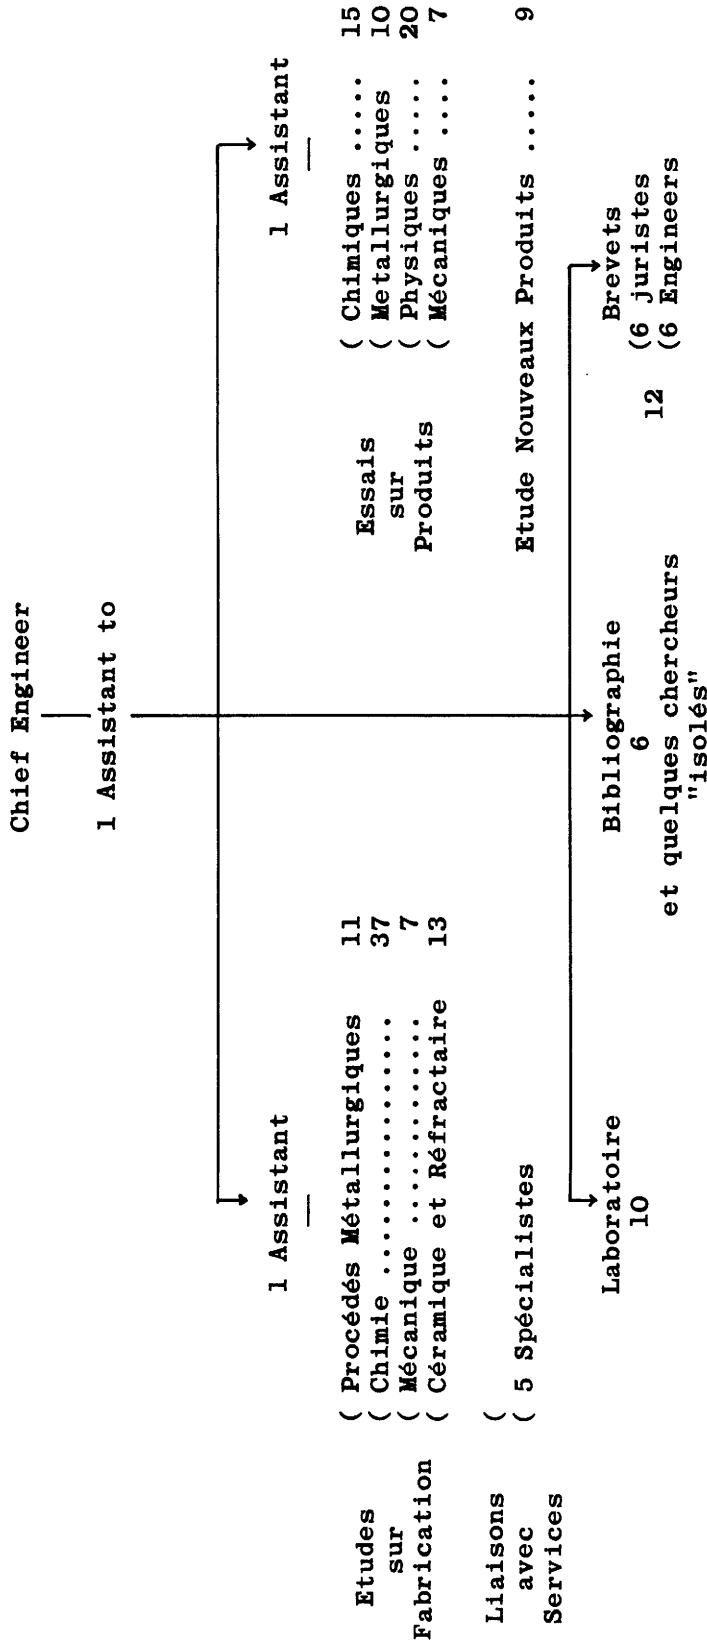 Chief Engineer
1 Assistant to
1 Assistant
Etudes
sur
Fabrication
( Procédés Métallurgiques 11
( Chimie .................. 37
( Mécanique .............. 7
( Céramique et Réfractaire 13
Liaisons
avec
Services
(
( 5 Spécialistes
1 Assistant
Essais
sur
Produits
( Chimiques ..... 15
( Metallurgiques 10
( Physiques ..... 20
( Mécaniques .... 7
Etude Nouveaux Produits ..... 9
Laboratoire
10
Bibliographie
6
et quelques chercheurs
"isolés"
Brevets
12 (6 juristes
(6 Engineers